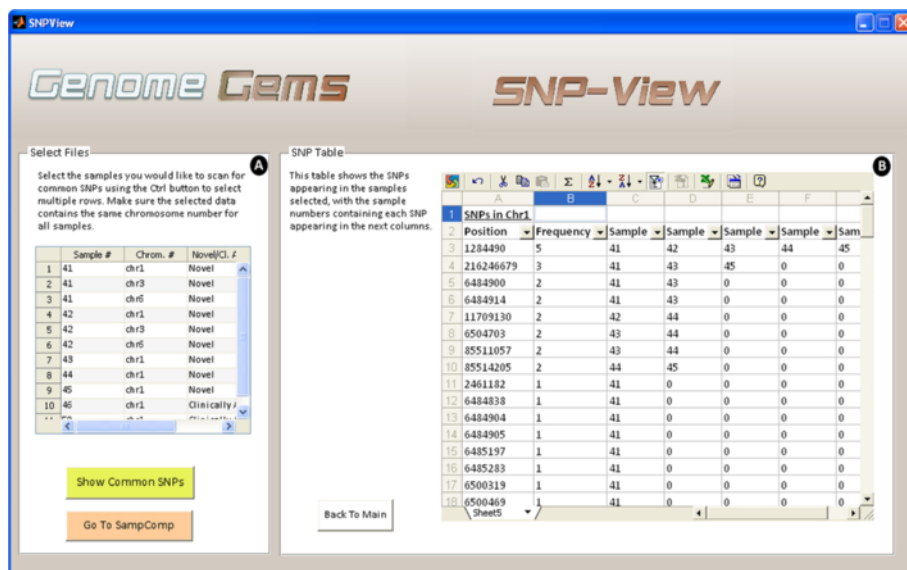 SNPView
Genome Gems
SNP-View
Select Files
A
Select the samples you would like to scan for
common SNPs using the Ctrl button to select
multiple rows. Make sure the selected data
contains the same chromosome number for
all samples.
Sample # Chrom. # Novel/Cl. A
1 41 chr1 Novel
2 41 chr3 Novel
3 41 chr6 Novel
4 42 chr1 Novel
5 42 chr3 Novel
6 42 chr6 Novel
7 43 chr1 Novel
8 44 chr1 Novel
9 45 chr1 Novel
10 46 chr1 Clinically A
Show Common SNPs
Go To SampComp
SNP Table
B
This table shows the SNPs
appearing in the samples
selected, with the sample
numbers containing each SNP
appearing in the next columns.
Back To Main
A B C D E F
1 SNPs in Chr1
2 Position Frequency Sample Sample Sample Sample Sam
3 1284490 5 41 42 43 44 45
4 216246679 3 41 43 45 0 0
5 6484900 2 41 43 0 0 0
6 6484914 2 41 43 0 0 0
7 11709130 2 42 44 0 0 0
8 6504703 2 43 44 0 0 0
9 85511057 2 43 44 0 0 0
10 85514205 2 44 45 0 0 0
11 2461182 1 41 0 0 0 0
12 6484838 1 41 0 0 0 0
13 6484904 1 41 0 0 0 0
14 6484905 1 41 0 0 0 0
15 6485197 1 41 0 0 0 0
16 6485283 1 41 0 0 0 0
17 6500319 1 41 0 0 0 0
18 6500469 1 41 0 0 0 0
Sheet5